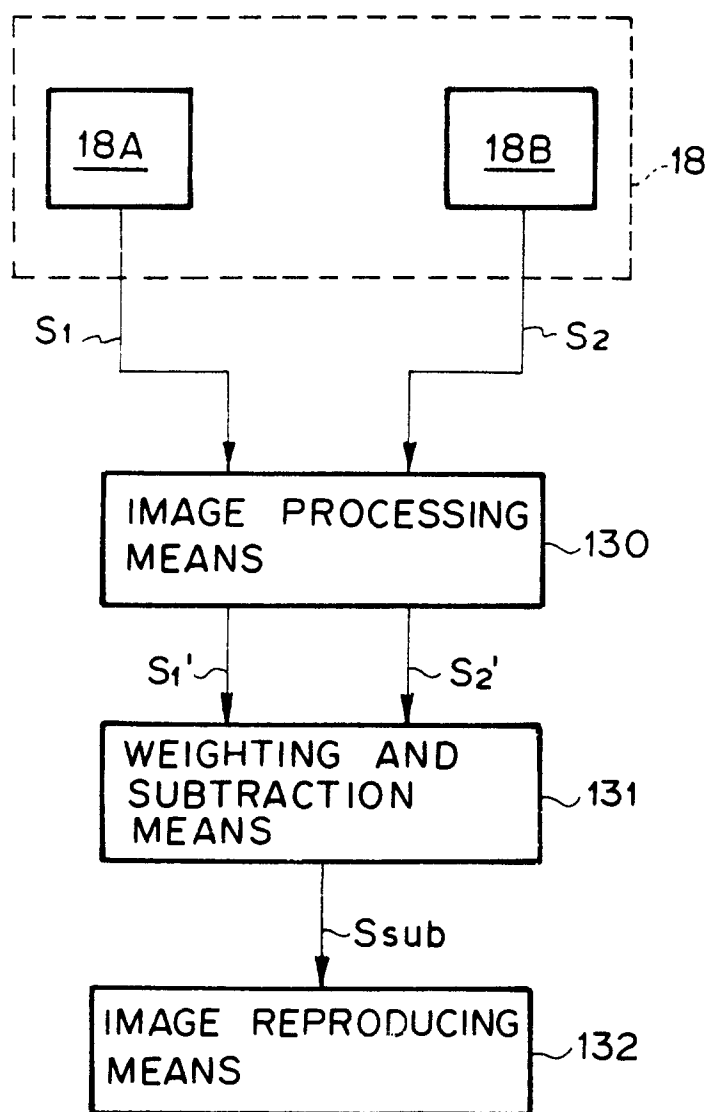 18A
18B
18
S1
S2
IMAGE PROCESSING
MEANS
130
S1'
S2'
WEIGHTING AND
SUBTRACTION
MEANS
131
Ssub
IMAGE REPRODUCING
MEANS
132